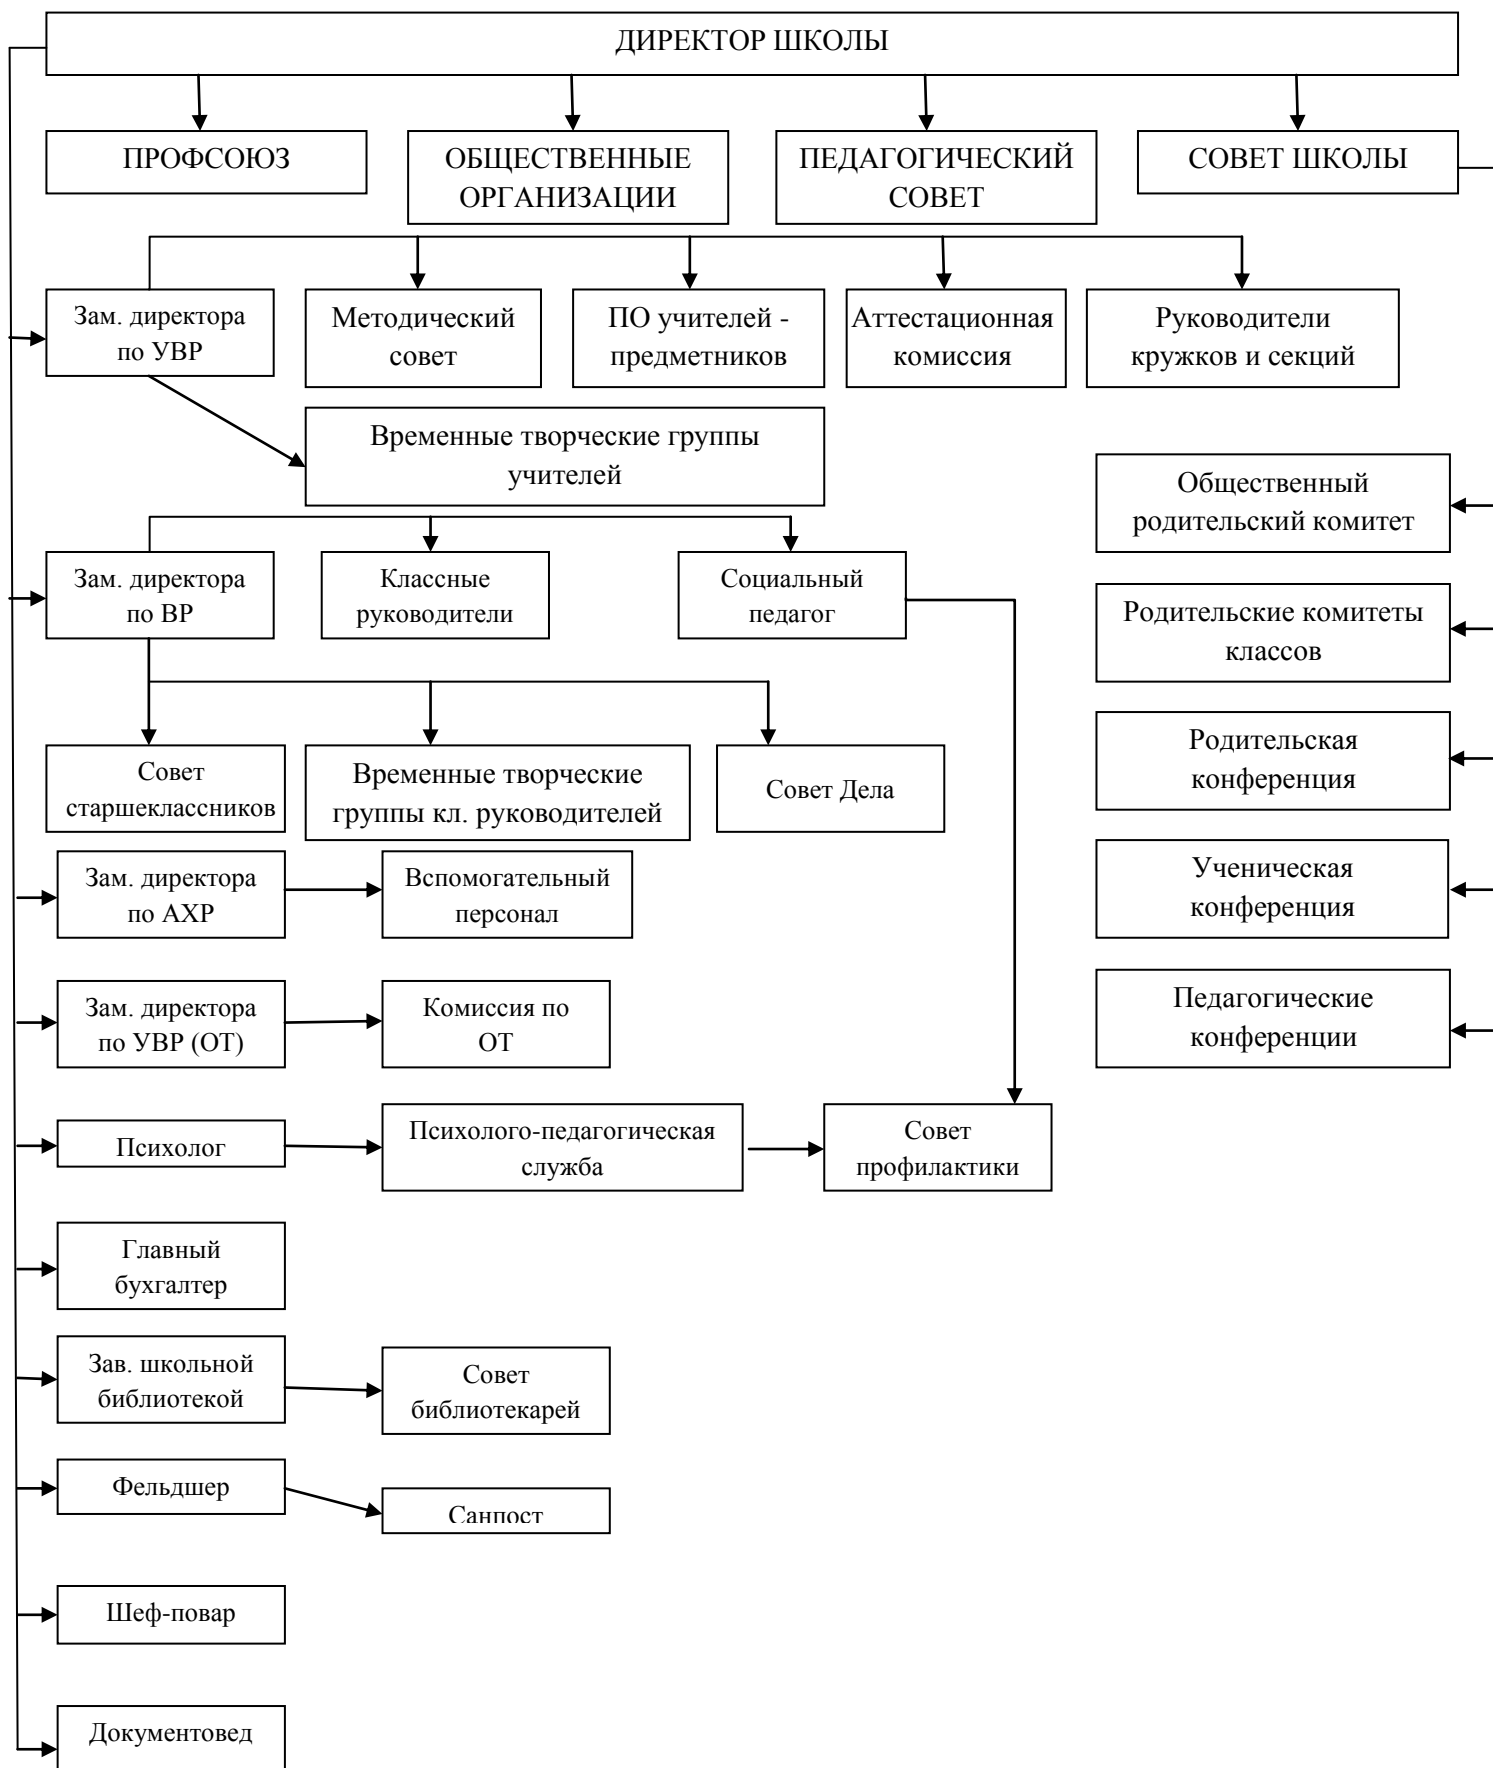 ДИРЕКТОР ШКОЛЫ
ПРОФСОЮЗ
ОБЩЕСТВЕННЫЕ
ОРГАНИЗАЦИИ
ПЕДАГОГИЧЕСКИЙ
СОВЕТ
СОВЕТ ШКОЛЫ
Зам. директора
по УВР
Методический
совет
ПО учителей -
предметников
Аттестационная
комиссия
Руководители
кружков и секций
Временные творческие группы
учителей
Общественный
родительский комитет
Зам. директора
по ВР
Классные
руководители
Социальный
педагог
Родительские комитеты
классов
Родительская
конференция
Совет
старшеклассников
Временные творческие
группы кл. руководителей
Совет Дела
Зам. директора
по АХР
Вспомогательный
персонал
Ученическая
конференция
Зам. директора
по УВР (ОТ)
Комиссия по
ОТ
Педагогические
конференции
Психолог
Психолого-педагогическая
служба
Совет
профилактики
Главный
бухгалтер
Зав. школьной
библиотекой
Совет
библиотекарей
Фельдшер
Санпост
Шеф-повар
Документовед